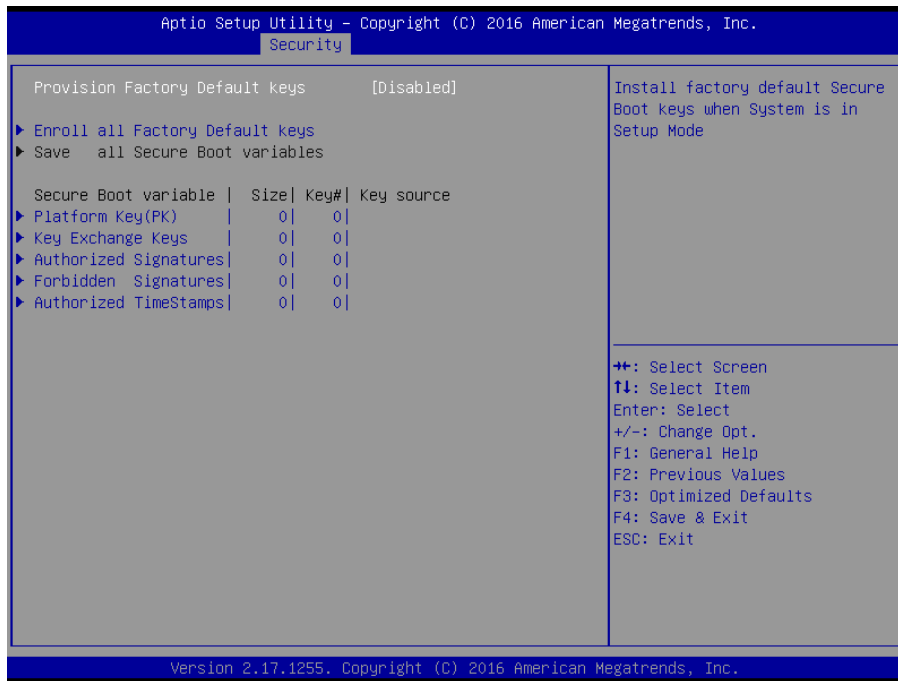 Aptio Setup Utility – Copyright (C) 2016 American Megatrends, Inc.
Security
Provision Factory Default keys [Disabled]
Enroll all Factory Default keys
Save all Secure Boot variables
Secure Boot variable | Size| Key#| Key source
Platform Key(PK) | 0| 0|
Key Exchange Keys | 0| 0|
Authorized Signatures| 0| 0|
Forbidden Signatures| 0| 0|
Authorized TimeStamps| 0| 0|
Install factory default Secure
Boot keys when System is in
Setup Mode
→←: Select Screen
↑↓: Select Item
Enter: Select
+/-: Change Opt.
F1: General Help
F2: Previous Values
F3: Optimized Defaults
F4: Save & Exit
ESC: Exit
Version 2.17.1255. Copyright (C) 2016 American Megatrends, Inc.